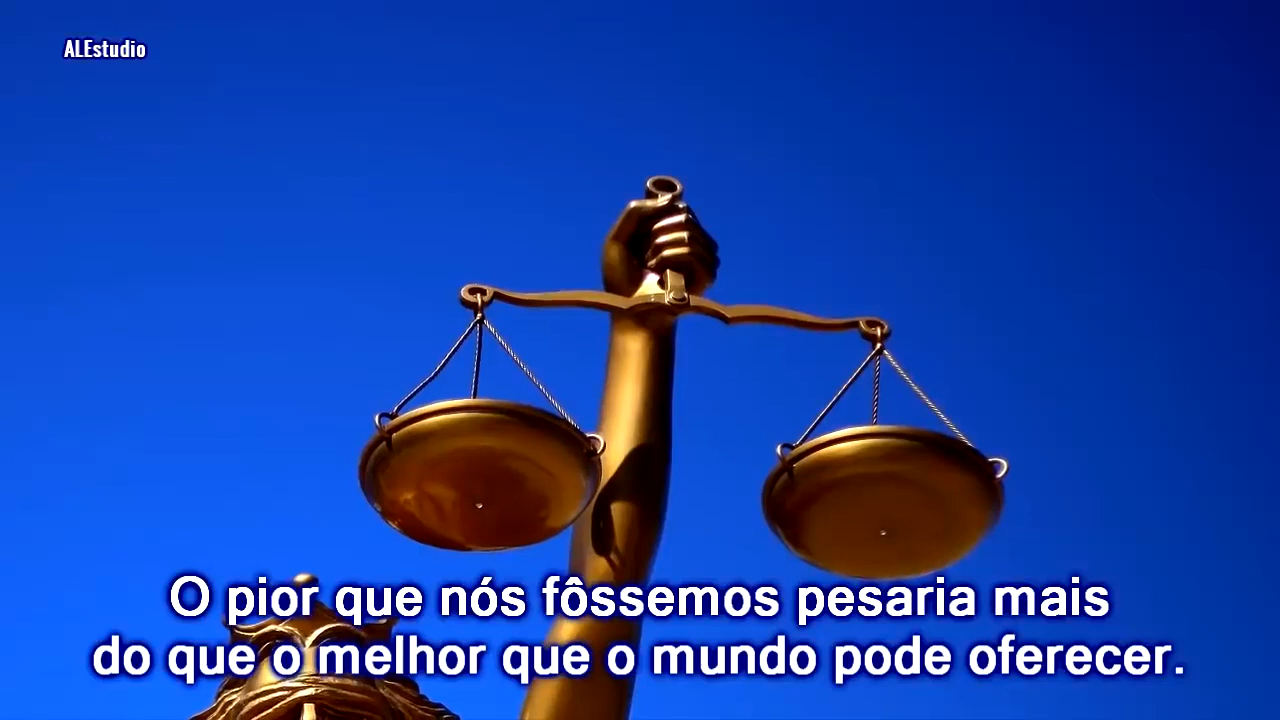 ALEstudio
O pior que nós fôssemos pesaria mais
do que o melhor que o mundo pode oferecer.